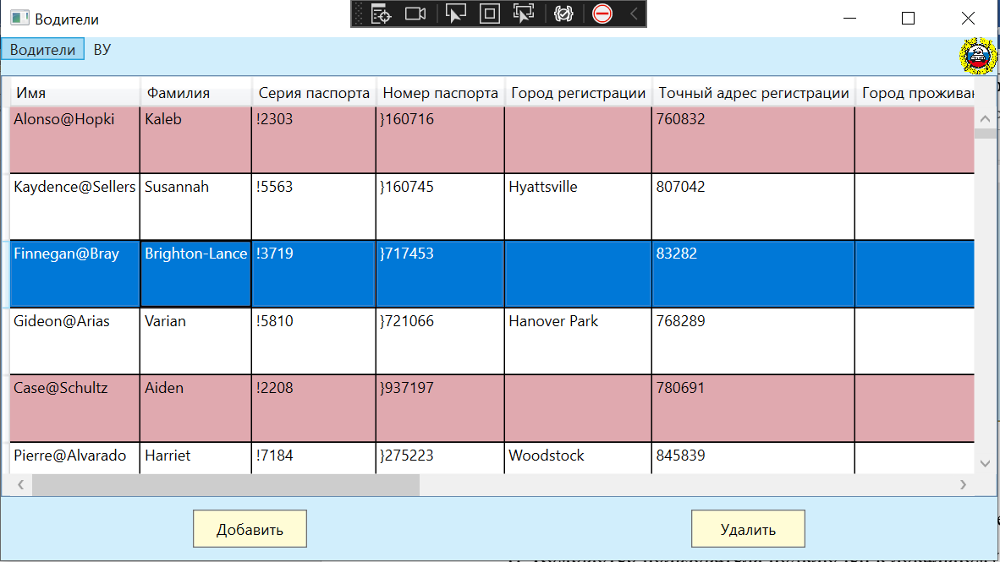 Водители
Водители ВУ
Имя Фамилия Серия паспорта Номер паспорта Город регистрации Точный адрес регистрации Город прожива
Alonso@Hopki Kaleb !2303 }160716 760832
Kaydence@Sellers Susannah !5563 }160745 Hyattsville 807042
Finnegan@Bray Brighton-Lance !3719 }717453 83282
Gideon@Arias Varian !5810 }721066 Hanover Park 768289
Case@Schultz Aiden !2208 }937197 780691
Pierre@Alvarado Harriet !7184 }275223 Woodstock 845839
Добавить Удалить